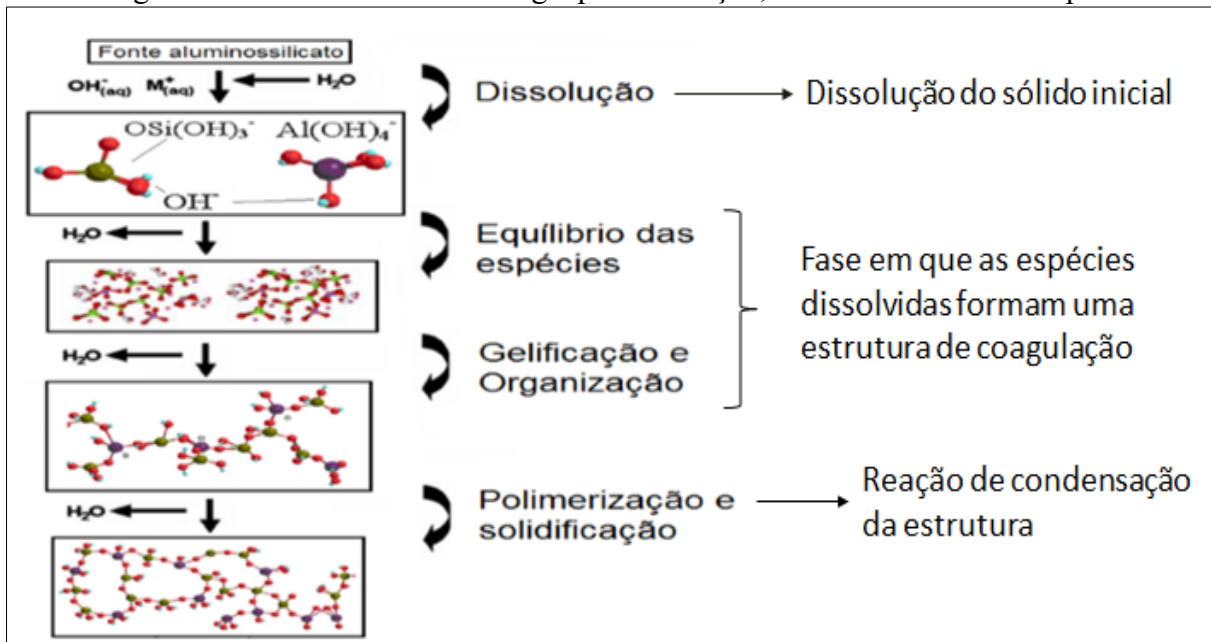 Fonte aluminossilicato
OH⁻(aq) M⁺(aq) H₂O
Dissolução
Dissolução do sólido inicial
OSi(OH)₃⁻ Al(OH)₄⁻
OH⁻
H₂O
Equílibrio das
espécies
Fase em que as espécies
dissolvidas formam uma
estrutura de coagulação
H₂O
Gelificação e
Organização
H₂O
Polimerização e
solidificação
Reação de condensação
da estrutura